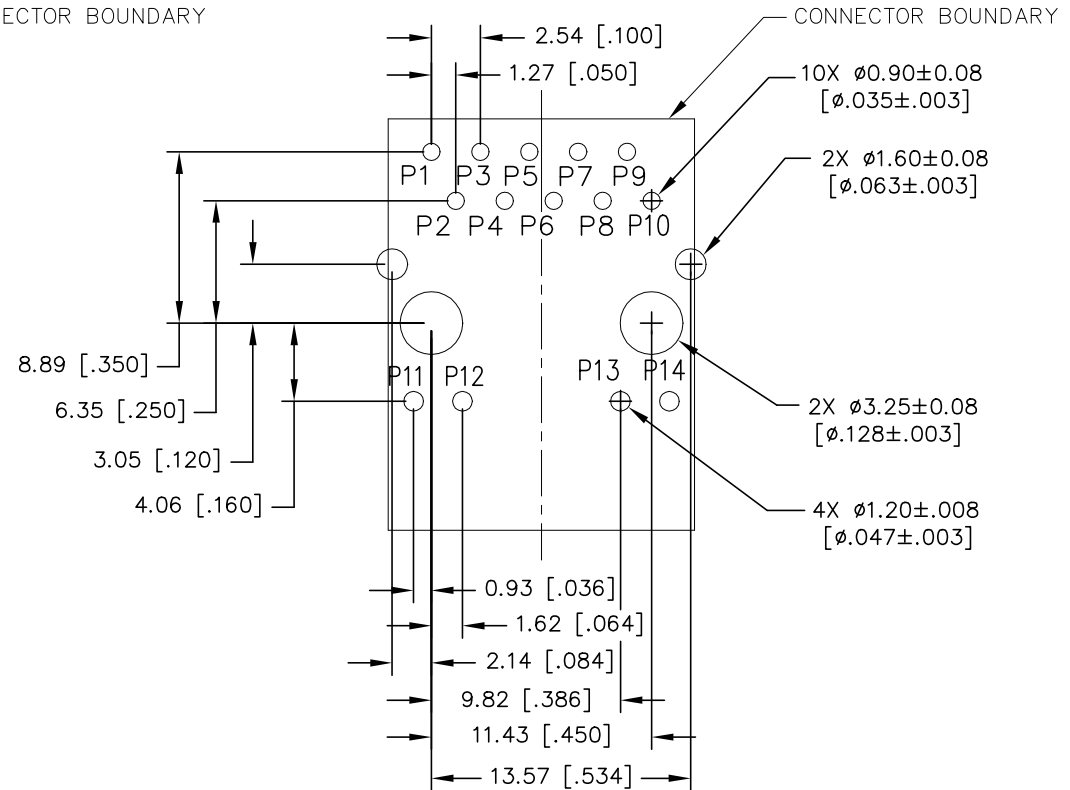 ECTOR BOUNDARY
CONNECTOR BOUNDARY
2.54 [.100]
1.27 [.050]
10X ø0.90±0.08
[ø.035±.003]
2X ø1.60±0.08
[ø.063±.003]
P1 P3 P5 P7 P9
P2 P4 P6 P8 P10
8.89 [.350]
6.35 [.250]
3.05 [.120]
4.06 [.160]
P11 P12 P13 P14
2X ø3.25±0.08
[ø.128±.003]
4X ø1.20±.008
[ø.047±.003]
0.93 [.036]
1.62 [.064]
2.14 [.084]
9.82 [.386]
11.43 [.450]
13.57 [.534]